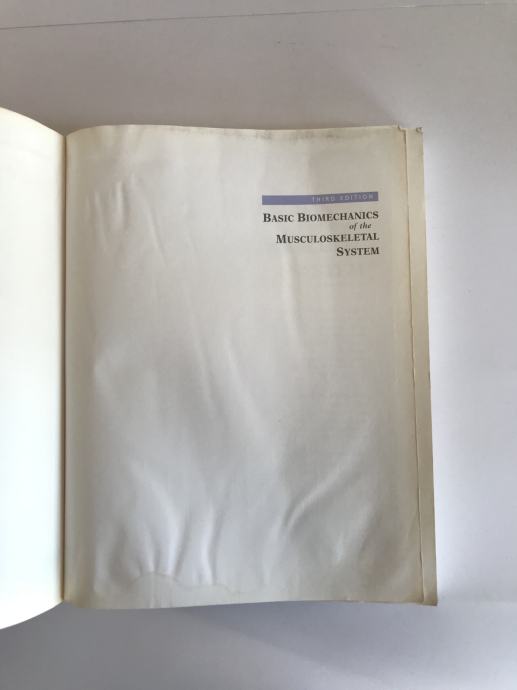 THIRD EDITION
BASIC BIOMECHANICS
of the
MUSCULOSKELETAL
SYSTEM